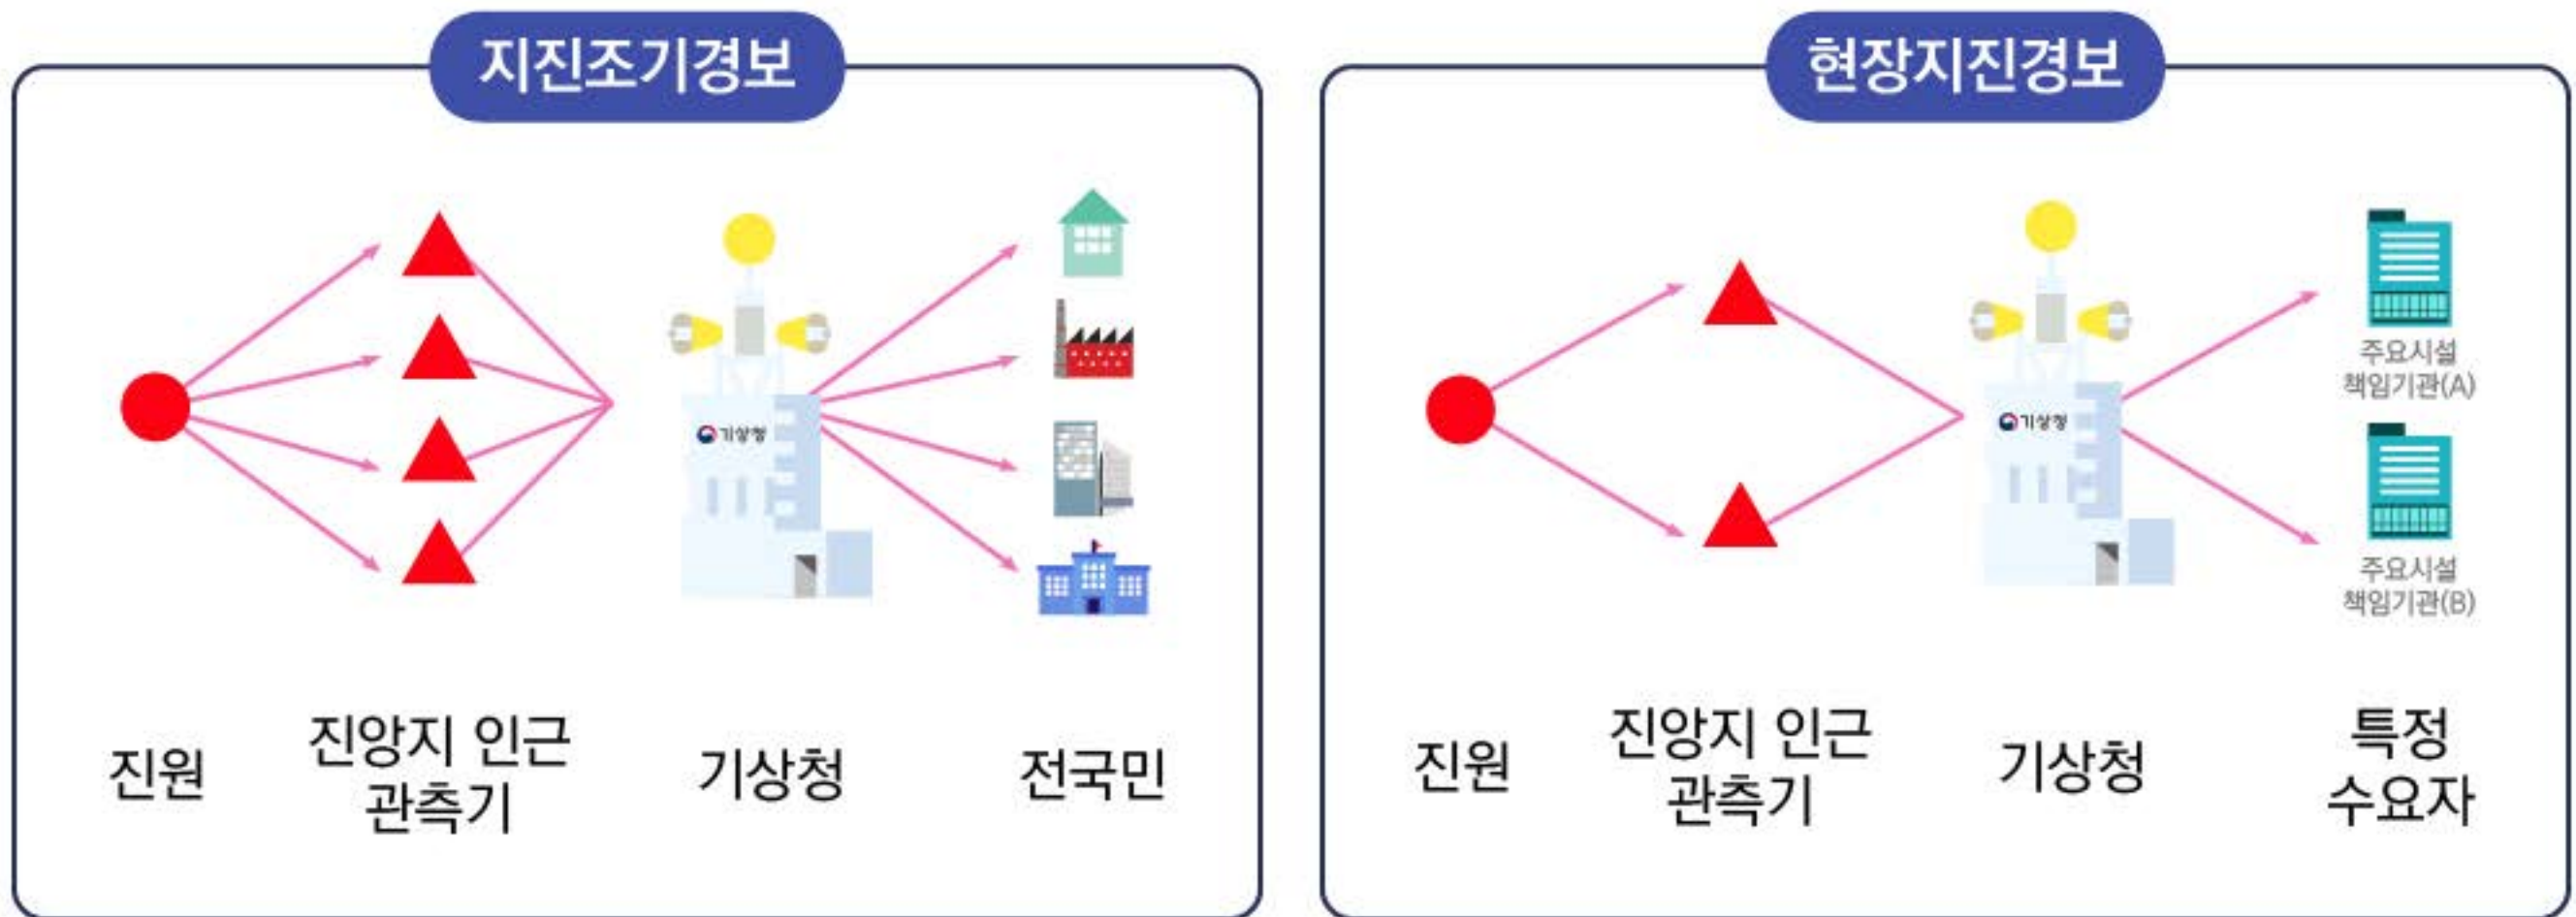 지진조기경보
기상청
진원
진앙지 인근
관측기
기상청
전국민
현장지진경보
기상청
주요시설
책임기관(A)
주요시설
책임기관(B)
진원
진앙지 인근
관측기
기상청
특정
수요자